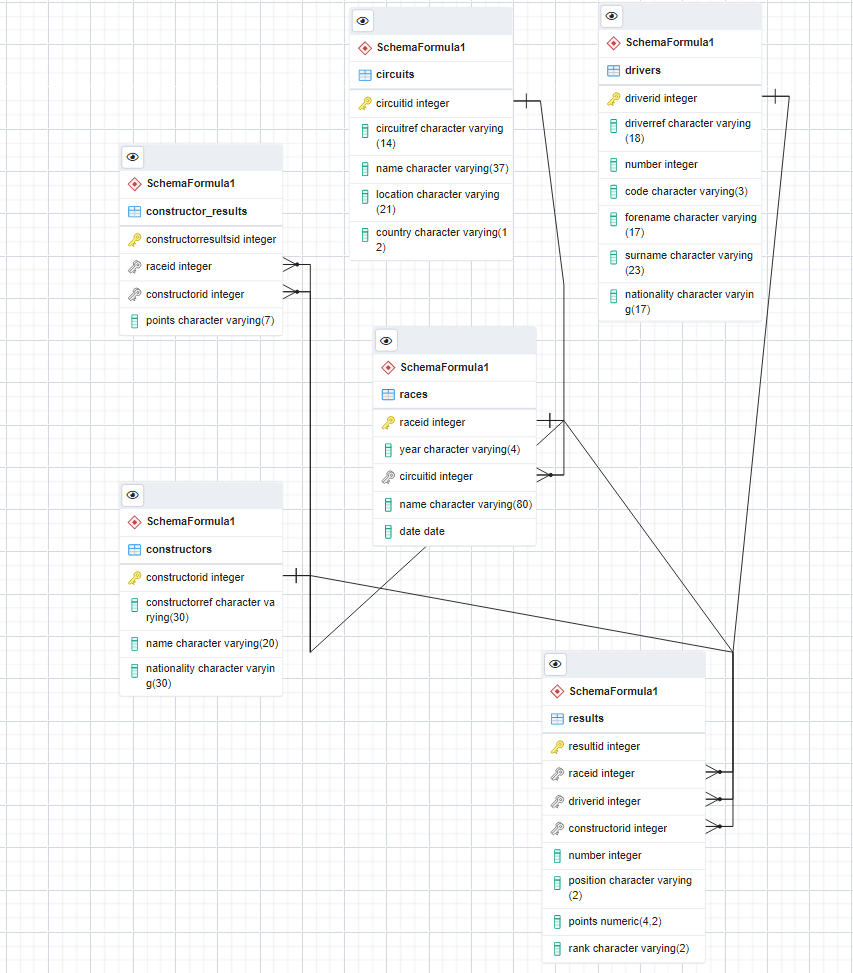 SchemaFormula1
circuits
circuitid integer
circuitref character varying
(14)
name character varying(37)
location character varying
(21)
country character varying(1
2)
SchemaFormula1
drivers
driverid integer
driverref character varying
(18)
number integer
code character varying(3)
forename character varying
(17)
surname character varying
(23)
nationality character varyin
g(17)
SchemaFormula1
constructor_results
constructorresultsid integer
raceid integer
constructorid integer
points character varying(7)
SchemaFormula1
races
raceid integer
year character varying(4)
circuitid integer
name character varying(80)
date date
SchemaFormula1
constructors
constructorid integer
constructorref character va
rying(30)
name character varying(20)
nationality character varyin
g(30)
SchemaFormula1
results
resultid integer
raceid integer
driverid integer
constructorid integer
number integer
position character varying
(2)
points numeric(4,2)
rank character varying(2)